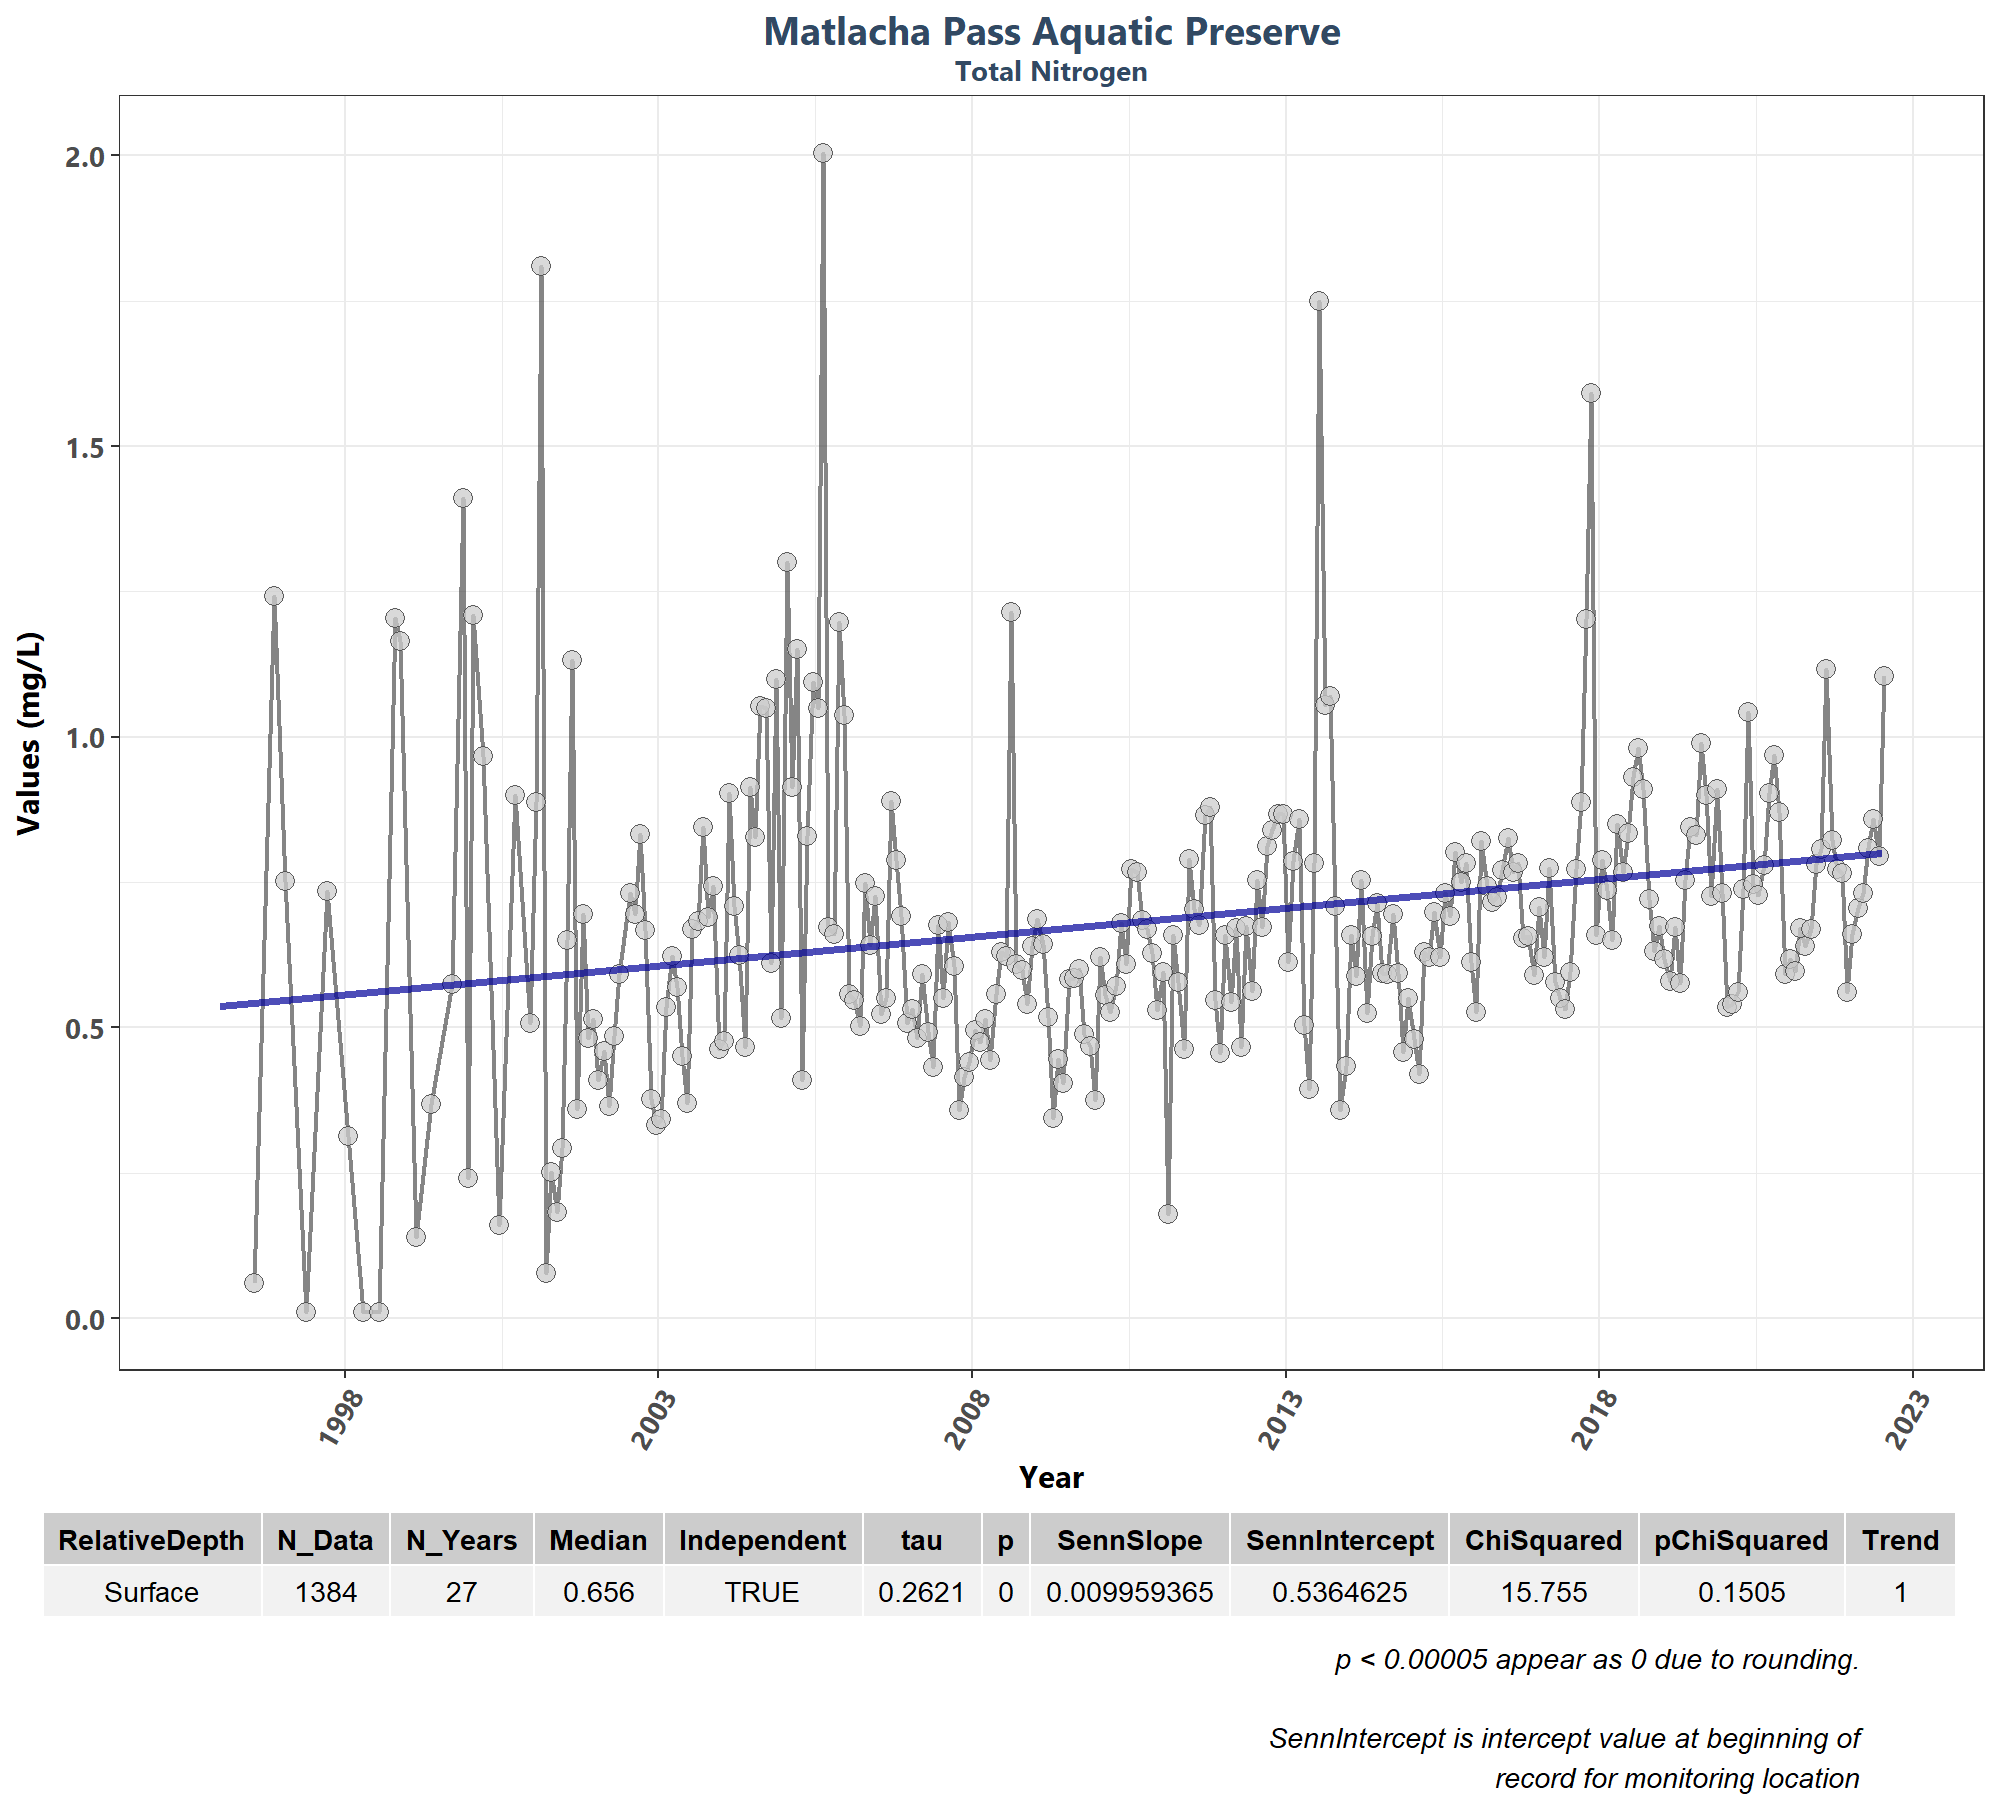 Matlacha Pass Aquatic Preserve
Total Nitrogen
2.0
1.5
1.0
0.5
0.0
Values (mg/L)
1998
2003
2008
2013
2018
2023
Year
RelativeDepth N_Data N_Years Median Independent tau p SennSlope SennIntercept ChiSquared pChiSquared Trend
Surface 1384 27 0.656 TRUE 0.2621 0 0.009959365 0.5364625 15.755 0.1505 1
p < 0.00005 appear as 0 due to rounding.
SennIntercept is intercept value at beginning of
record for monitoring location